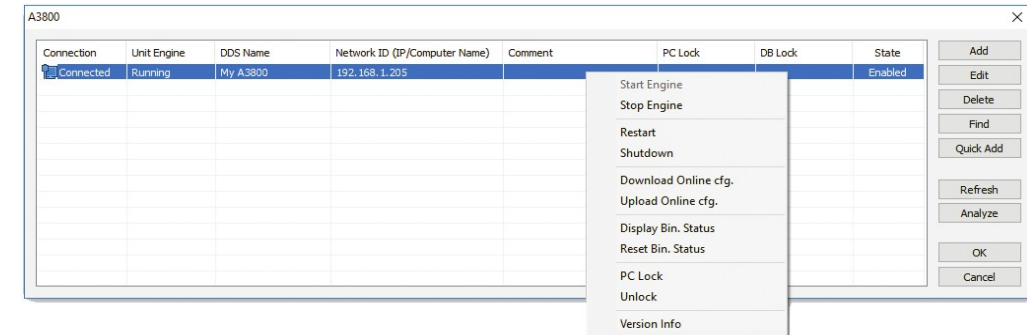 A3800
Connection Unit Engine DDS Name Network ID (IP/Computer Name) Comment PC Lock DB Lock State
Connected Running My A3800 192.168.1.205 Enabled
Add
Edit
Delete
Find
Quick Add
Refresh
Analyze
OK
Cancel
Start Engine
Stop Engine
Restart
Shutdown
Download Online cfg.
Upload Online cfg.
Display Bin. Status
Reset Bin. Status
PC Lock
Unlock
Version Info